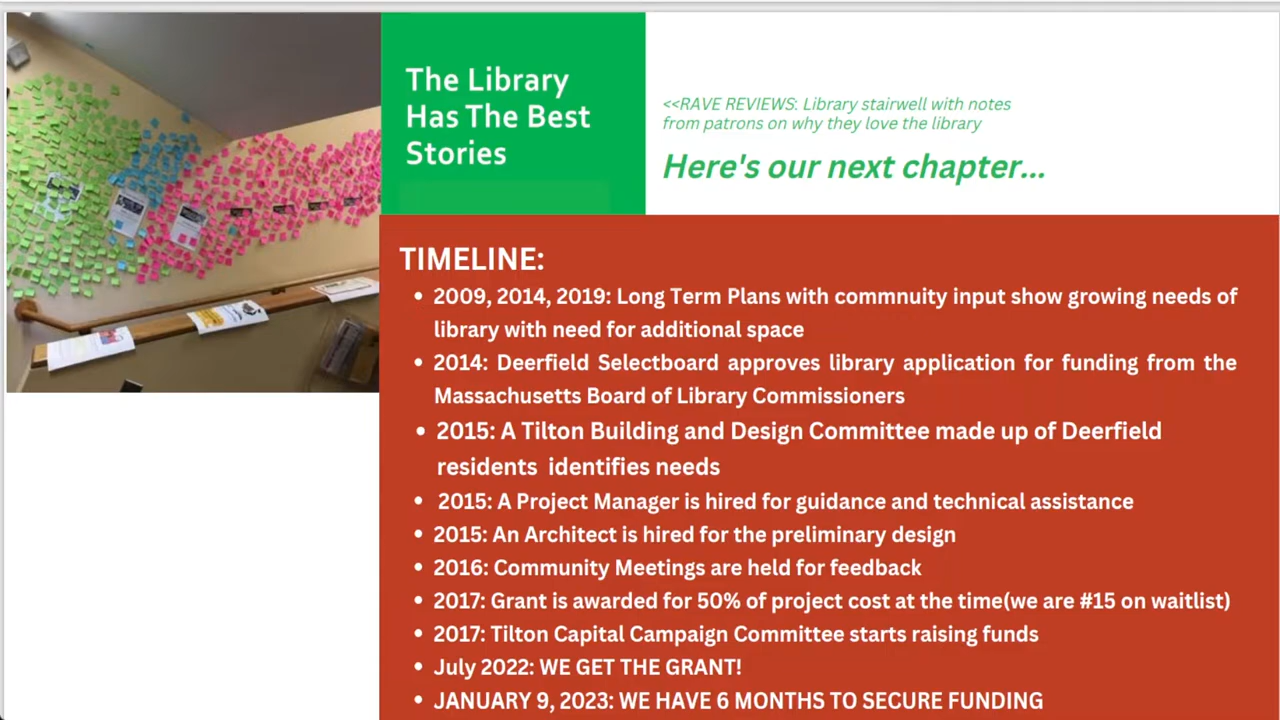 The Library
Has The Best
Stories
<<RAVE REVIEWS: Library stairwell with notes
from patrons on why they love the library
Here's our next chapter...
TIMELINE:
• 2009, 2014, 2019: Long Term Plans with commnuity input show growing needs of
library with need for additional space
• 2014: Deerfield Selectboard approves library application for funding from the
Massachusetts Board of Library Commissioners
• 2015: A Tilton Building and Design Committee made up of Deerfield
residents identifies needs
• 2015: A Project Manager is hired for guidance and technical assistance
• 2015: An Architect is hired for the preliminary design
• 2016: Community Meetings are held for feedback
• 2017: Grant is awarded for 50% of project cost at the time(we are #15 on waitlist)
• 2017: Tilton Capital Campaign Committee starts raising funds
• July 2022: WE GET THE GRANT!
• JANUARY 9, 2023: WE HAVE 6 MONTHS TO SECURE FUNDING